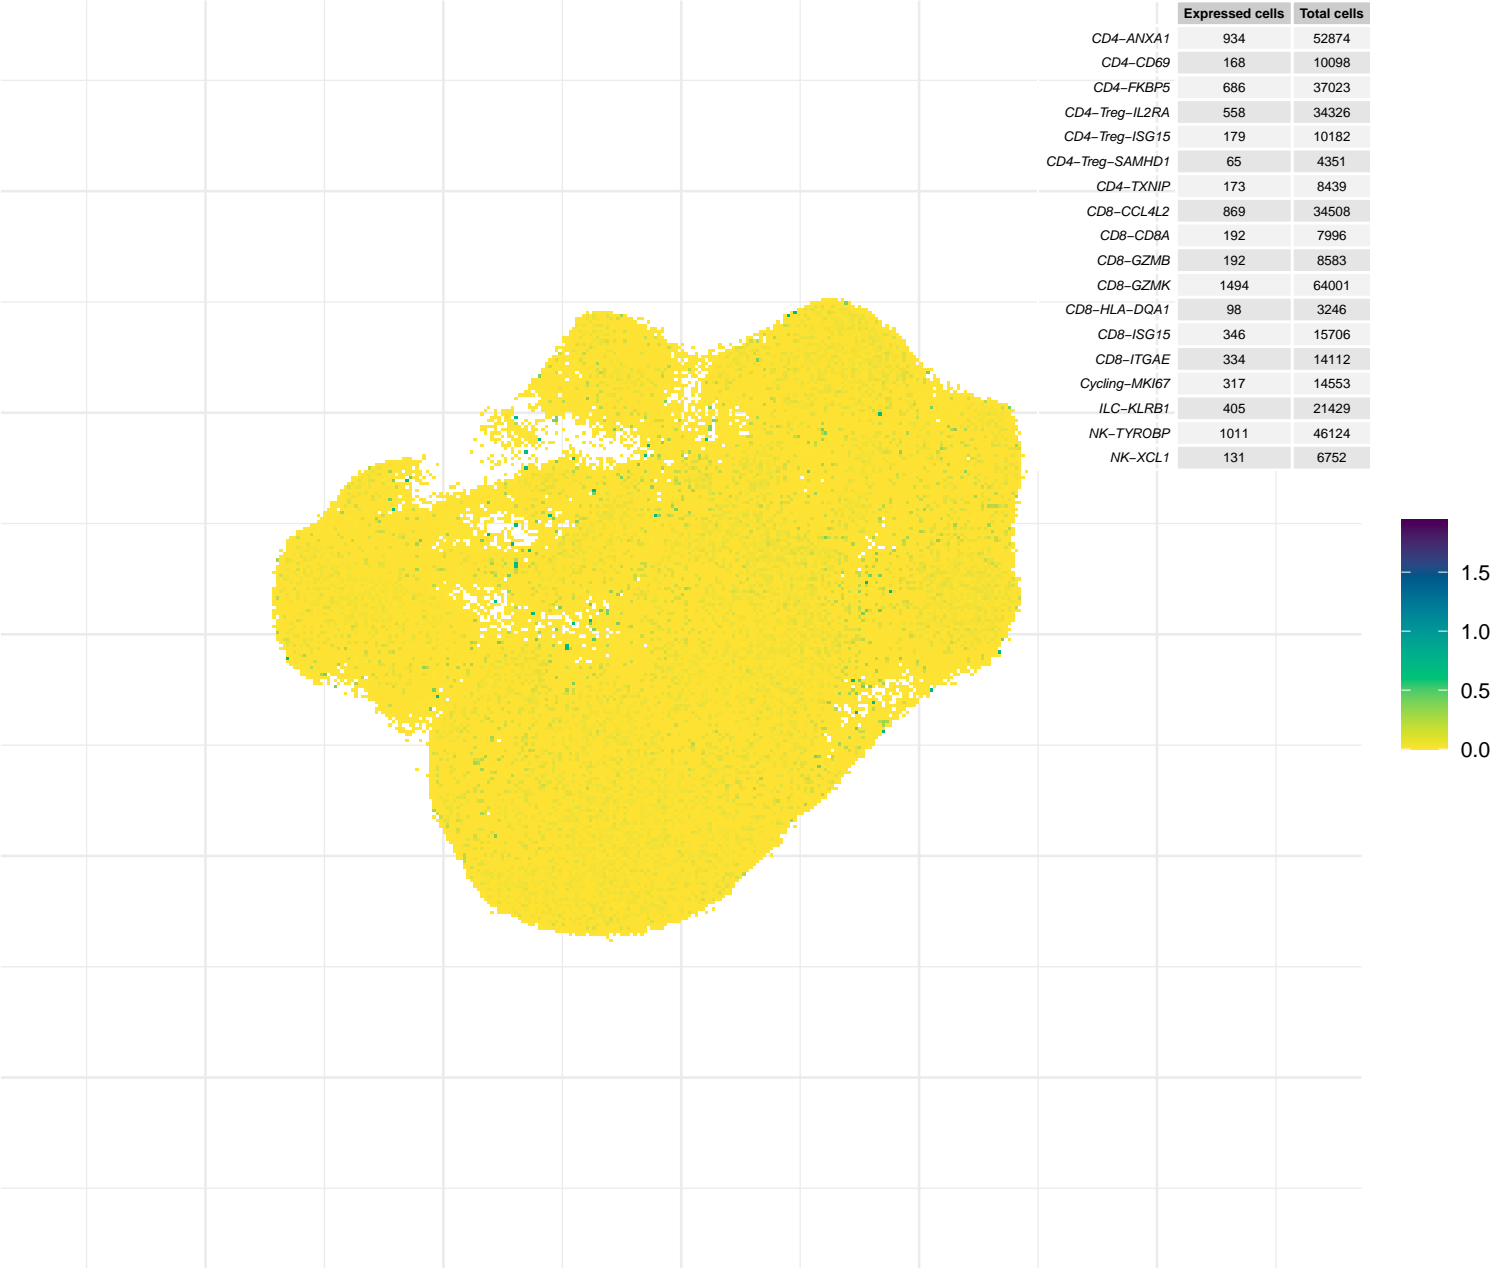 Expressed cells Total cells
CD4−ANXA1 934 52874
CD4−CD69 168 10098
CD4−FKBP5 686 37023
CD4−Treg−IL2RA 558 34326
CD4−Treg−ISG15 179 10182
CD4−Treg−SAMHD1 65 4351
CD4−TXNIP 173 8439
CD8−CCL4L2 869 34508
CD8−CD8A 192 7996
CD8−GZMB 192 8583
CD8−GZMK 1494 64001
CD8−HLA−DQA1 98 3246
CD8−ISG15 346 15706
CD8−ITGAE 334 14112
Cycling−MKI67 317 14553
ILC−KLRB1 405 21429
NK−TYROBP 1011 46124
NK−XCL1 131 6752
1.5
1.0
0.5
0.0